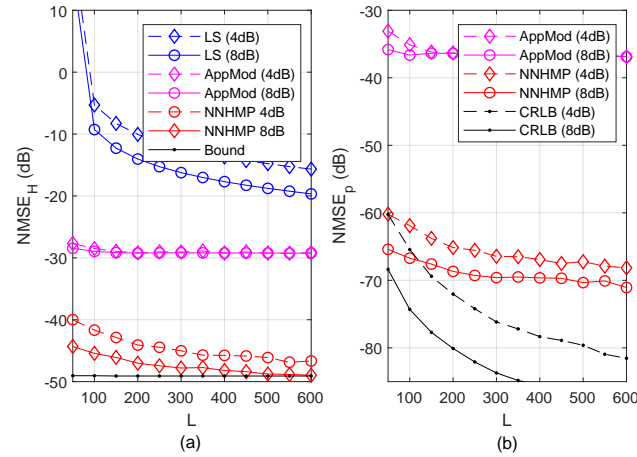 LS (4dB)
LS (8dB)
AppMod (4dB)
AppMod (8dB)
NNHMP 4dB
NNHMP 8dB
Bound
10
0
-10
-20
-30
-40
-50
NMSE_H (dB)
100 200 300 400 500 600
L
(a)
AppMod (4dB)
AppMod (8dB)
NNHMP (4dB)
NNHMP (8dB)
CRLB (4dB)
CRLB (8dB)
-30
-40
-50
-60
-70
-80
NMSE_p (dB)
100 200 300 400 500 600
L
(b)